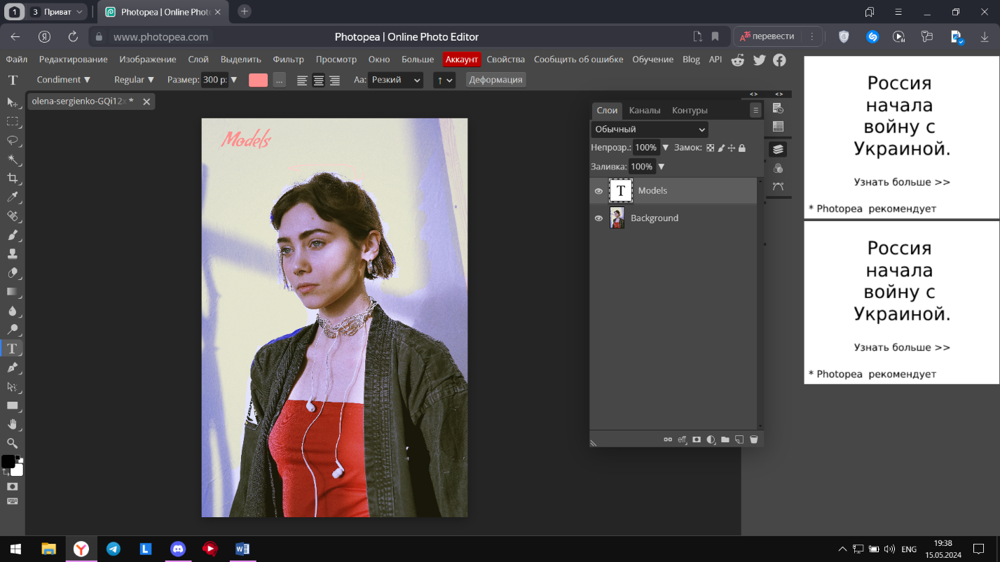 1
3 Приват
Photopea | Online Phot
www.photopea.com
Photopea | Online Photo Editor
перевести
Файл Редактирование Изображение Слой Выделить Фильтр Просмотр Окно Больше Аккаунт Свойства Сообщить об ошибке Обучение Blog API
T Condiment ▼ Regular ▼ Размер: 300 p: ▼ ... Aa: Резкий Деформация
olena-sergienko-GQi12x *
Models
Слои Каналы Контуры
Обычный
Непрозр.: 100% ▼ Замок:
Заливка: 100% ▼
T Models
Background
eff
Россия
начала
войну с
Украиной.
Узнать больше >>
* Photopea рекомендует
Россия
начала
войну с
Украиной.
Узнать больше >>
* Photopea рекомендует
ENG
19:38
15.05.2024